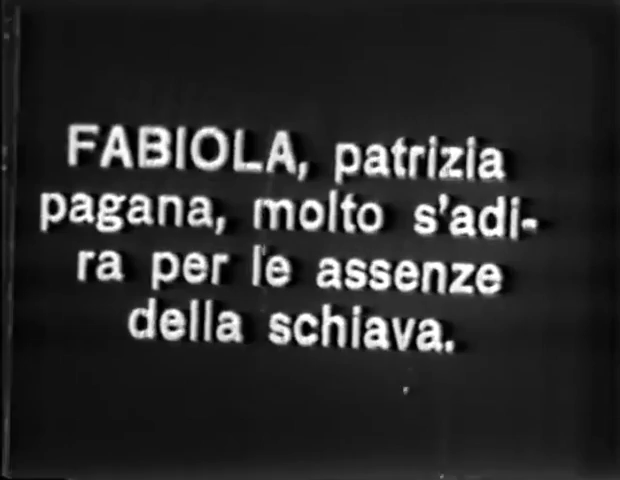 FABIOLA, patrizia
pagana, molto s'adi-
ra per le assenze
della schiava.